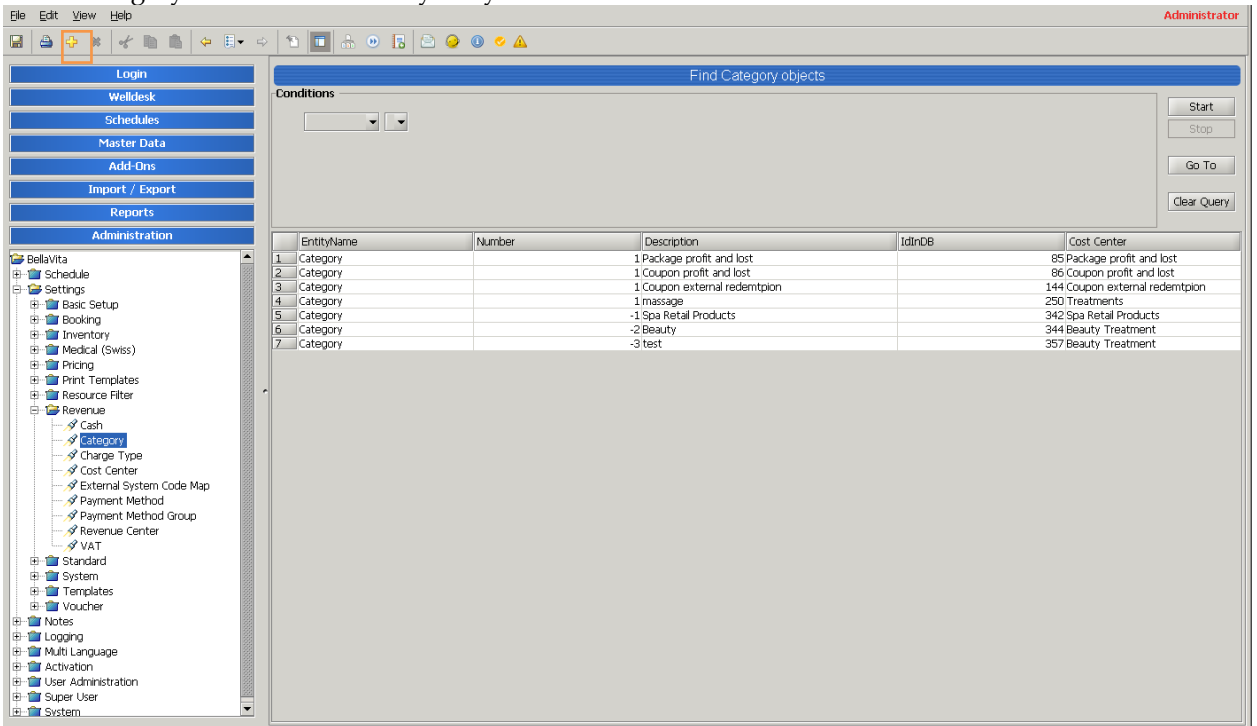 File Edit View Help
Administrator
Login
Welldesk
Schedules
Master Data
Add-Ons
Import / Export
Reports
Administration
BellaVita
Schedule
Settings
Basic Setup
Booking
Inventory
Medical (Swiss)
Pricing
Print Templates
Resource Filter
Revenue
Cash
Category
Charge Type
Cost Center
External System Code Map
Payment Method
Payment Method Group
Revenue Center
VAT
Standard
System
Templates
Voucher
Notes
Logging
Multi Language
Activation
User Administration
Super User
System
Find Category objects
Conditions
Start
Stop
Go To
Clear Query
EntityName Number Description IdInDB Cost Center
1 Category 1 Package profit and lost 85 Package profit and lost
2 Category 1 Coupon profit and lost 86 Coupon profit and lost
3 Category 1 Coupon external redemtpion 144 Coupon external redemtpion
4 Category 1 massage 250 Treatments
5 Category -1 Spa Retail Products 342 Spa Retail Products
6 Category -2 Beauty 344 Beauty Treatment
7 Category -3 test 357 Beauty Treatment